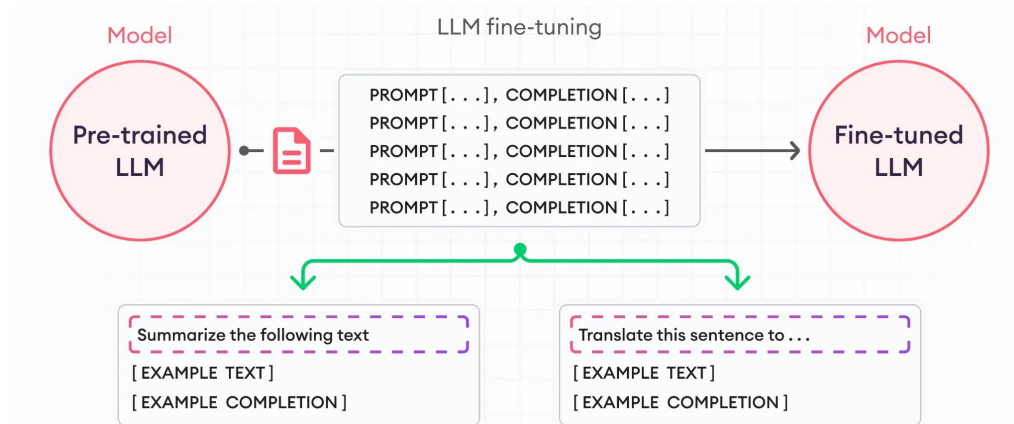 LLM fine-tuning
Model
Model
Pre-trained
LLM
PROMPT[...], COMPLETION[...]
PROMPT[...], COMPLETION[...]
PROMPT[...], COMPLETION[...]
PROMPT[...], COMPLETION[...]
PROMPT[...], COMPLETION[...]
Fine-tuned
LLM
Summarize the following text
[EXAMPLE TEXT]
[EXAMPLE COMPLETION]
Translate this sentence to ...
[EXAMPLE TEXT]
[EXAMPLE COMPLETION]